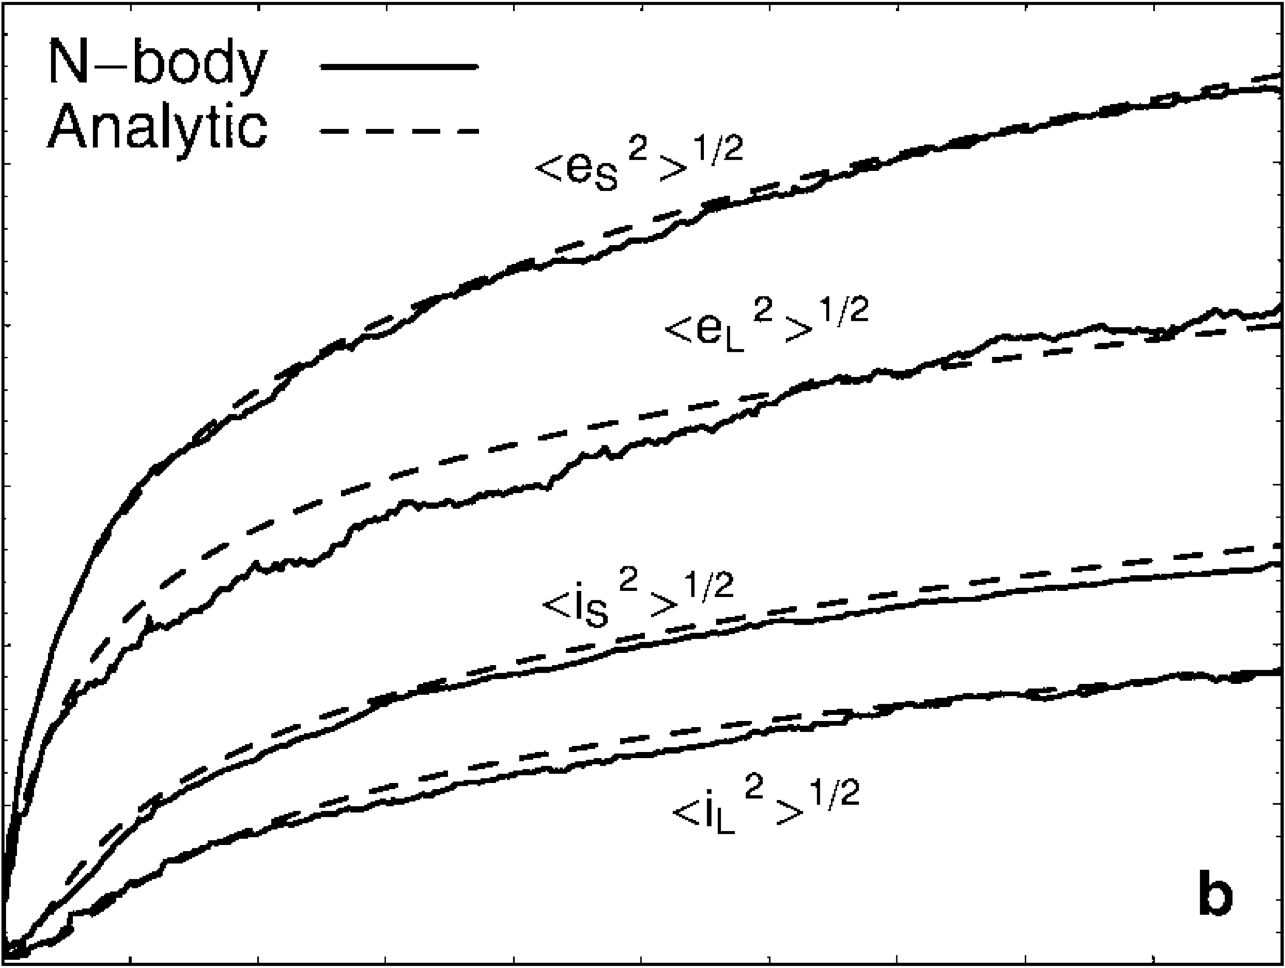 N–body
Analytic
<e_S^2>^1/2
<e_L^2>^1/2
<i_S^2>^1/2
<i_L^2>^1/2
b